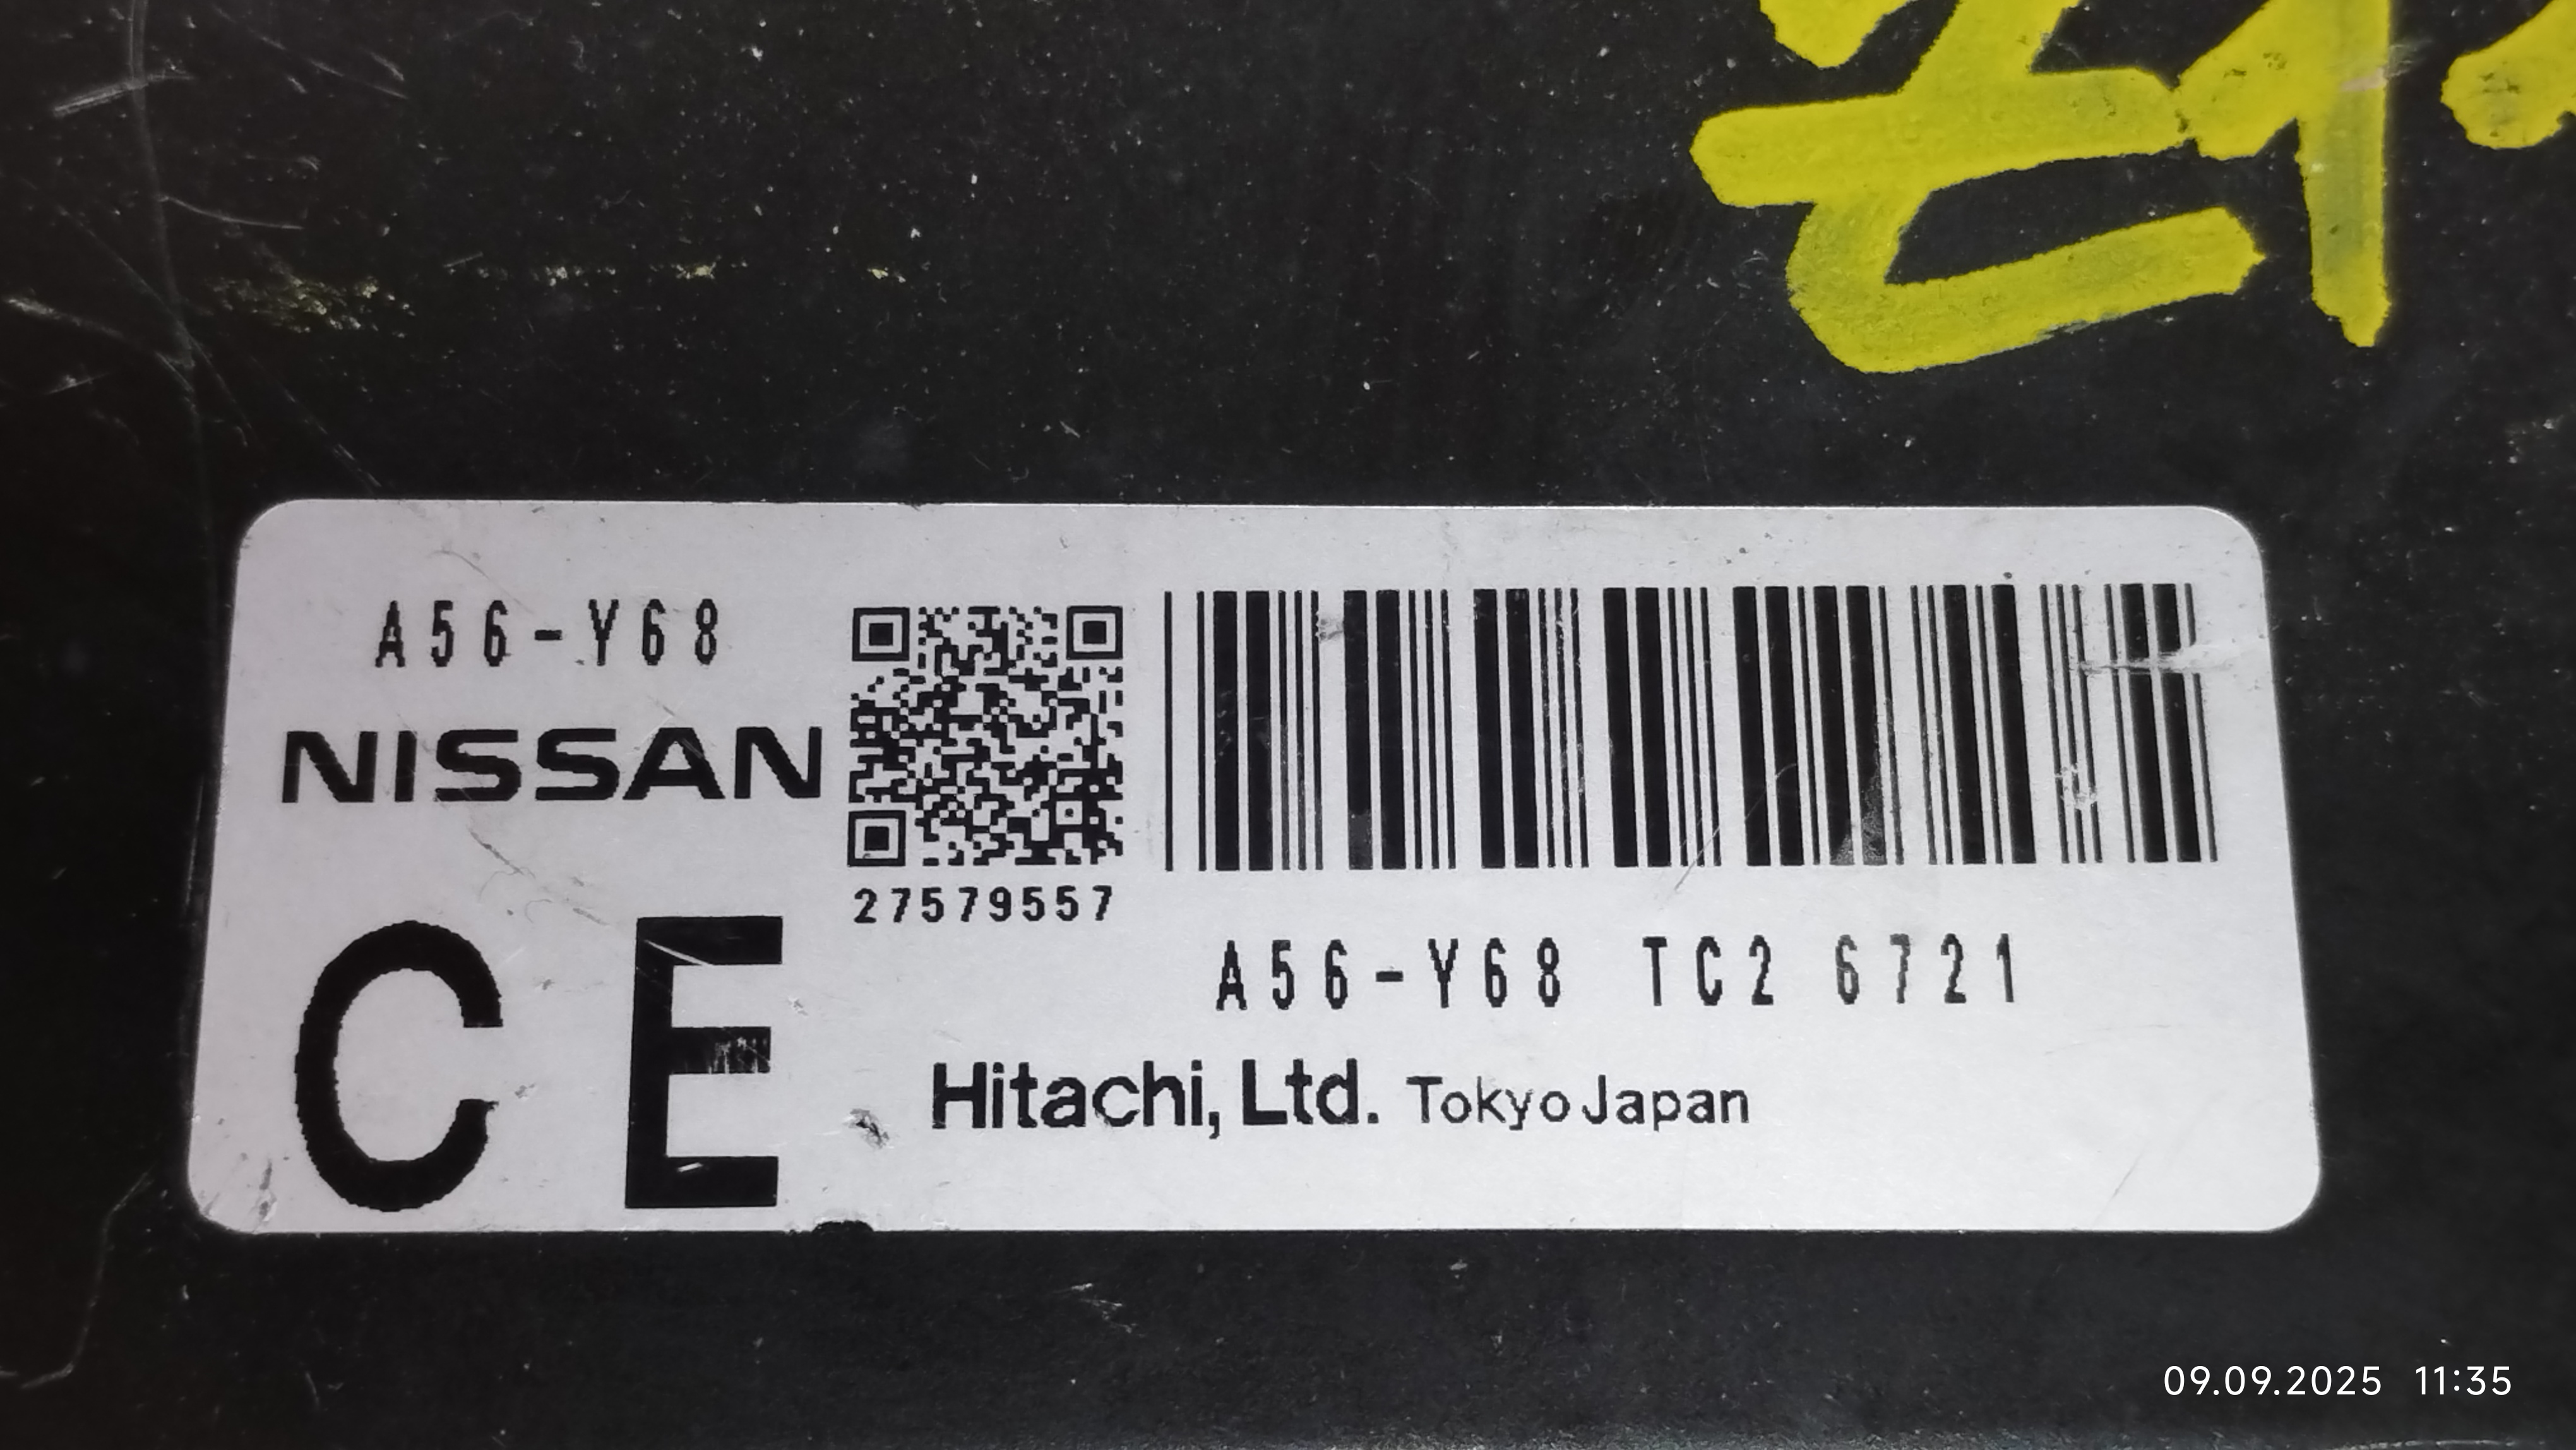 A56-Y68
NISSAN
CE
27579557
A56-Y68 TC2 6721
Hitachi, Ltd. Tokyo Japan
09.09.2025 11:35